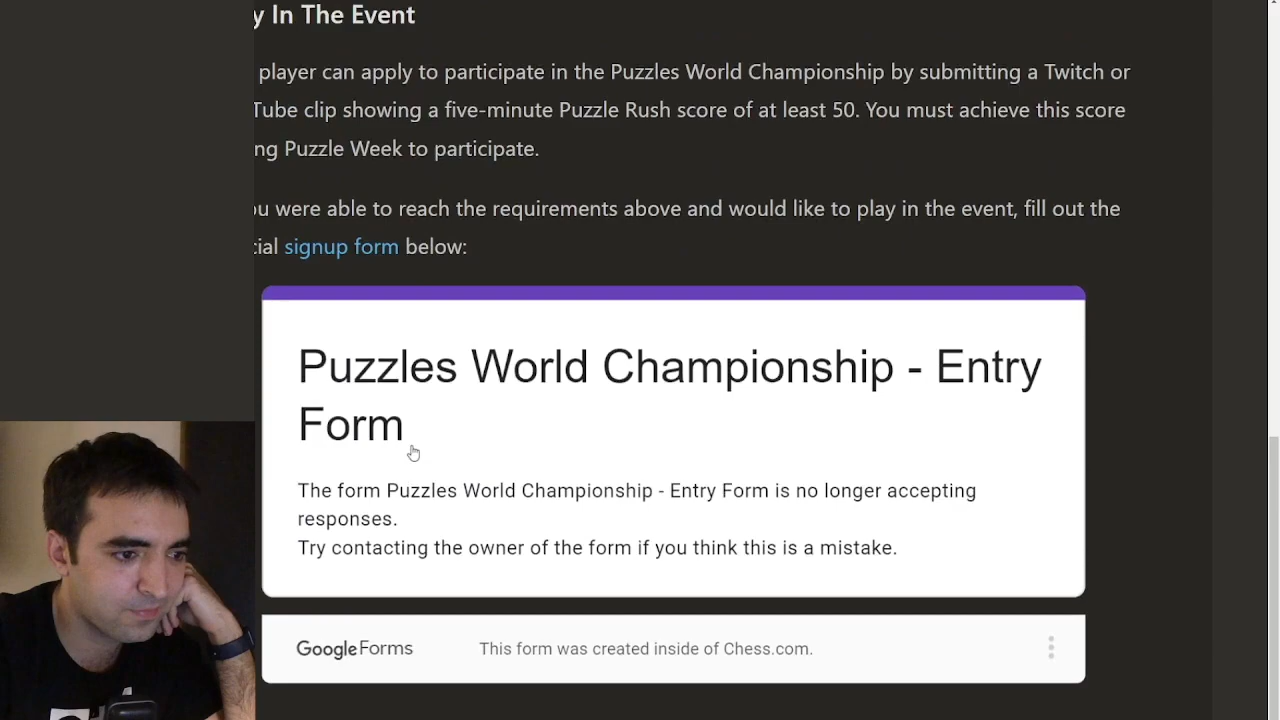 y In The Event
player can apply to participate in the Puzzles World Championship by submitting a Twitch or
Tube clip showing a five-minute Puzzle Rush score of at least 50. You must achieve this score
ng Puzzle Week to participate.
ou were able to reach the requirements above and would like to play in the event, fill out the
cial signup form below:
Puzzles World Championship - Entry
Form
The form Puzzles World Championship - Entry Form is no longer accepting
responses.
Try contacting the owner of the form if you think this is a mistake.
Google Forms This form was created inside of Chess.com.